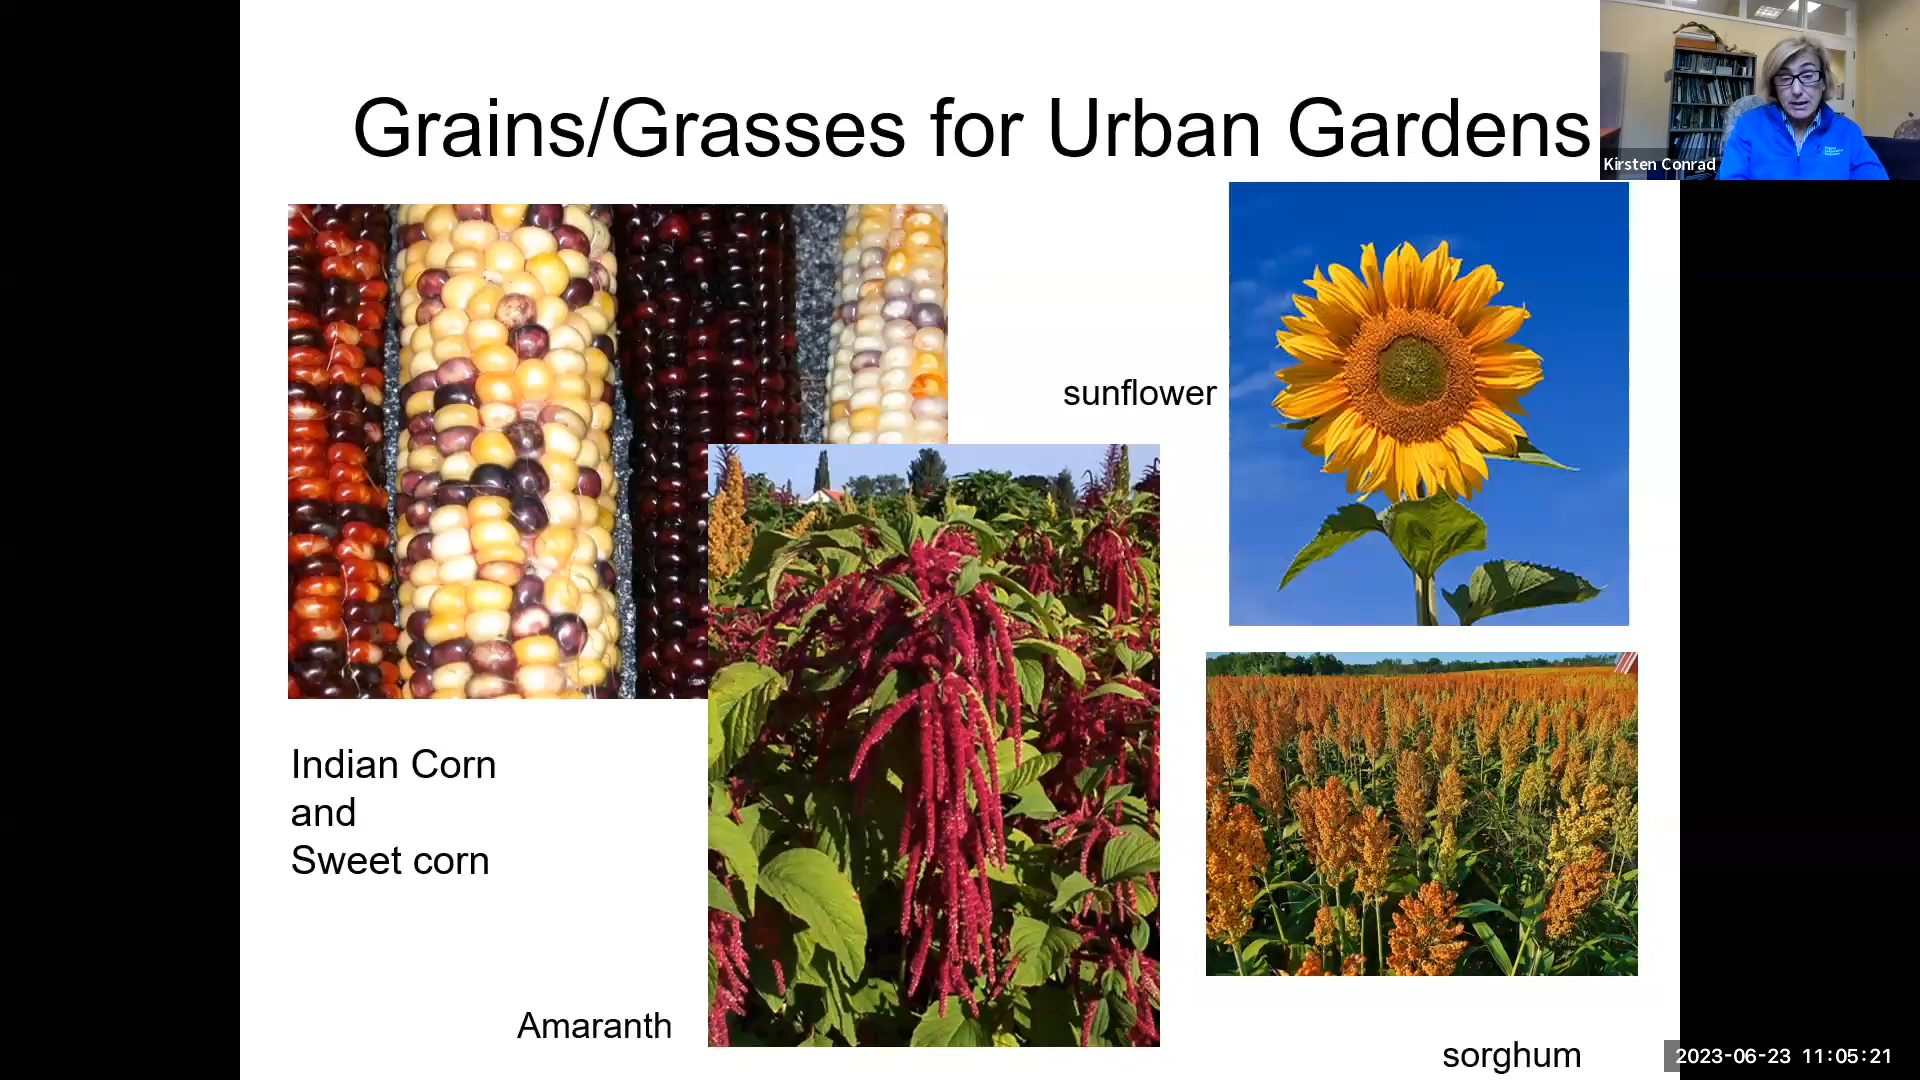 Grains/Grasses for Urban Gardens
Kirsten Conrad
sunflower
Indian Corn
and
Sweet corn
Amaranth
sorghum
2023-06-23 11:05:21